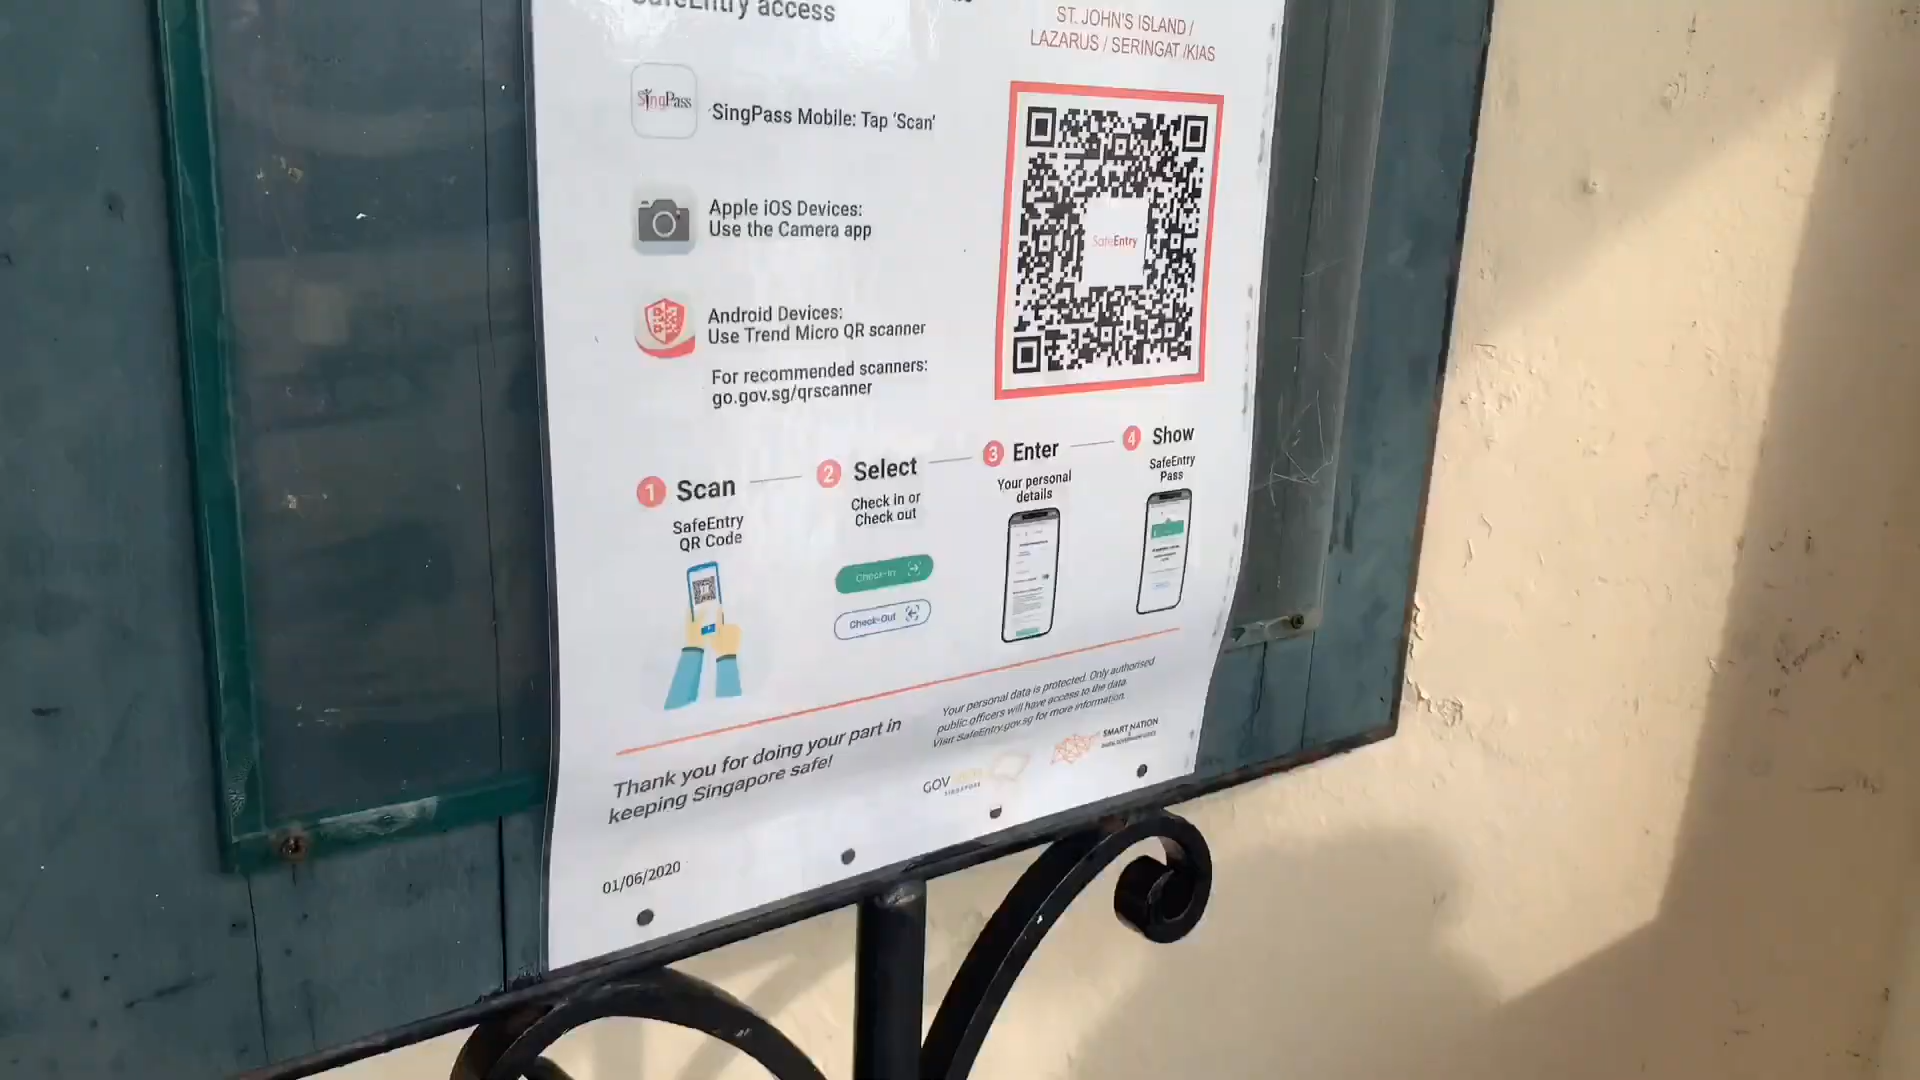 SafeEntry access
ST. JOHN'S ISLAND /
LAZARUS / SERINGAT /KIAS
SingPass
SingPass Mobile: Tap 'Scan'
Apple iOS Devices:
Use the Camera app
Android Devices:
Use Trend Micro QR scanner
For recommended scanners:
go.gov.sg/qrscanner
SafeEntry
1 Scan
SafeEntry
QR Code
2 Select
Check in or
Check out
Check-In
Check-Out
3 Enter
Your personal
details
4 Show
SafeEntry
Pass
Your personal data is protected. Only authorised
public officers will have access to the data.
Visit SafeEntry.gov.sg for more information.
Thank you for doing your part in
keeping Singapore safe!
GOV
SINGAPORE
SMART NATION
01/06/2020